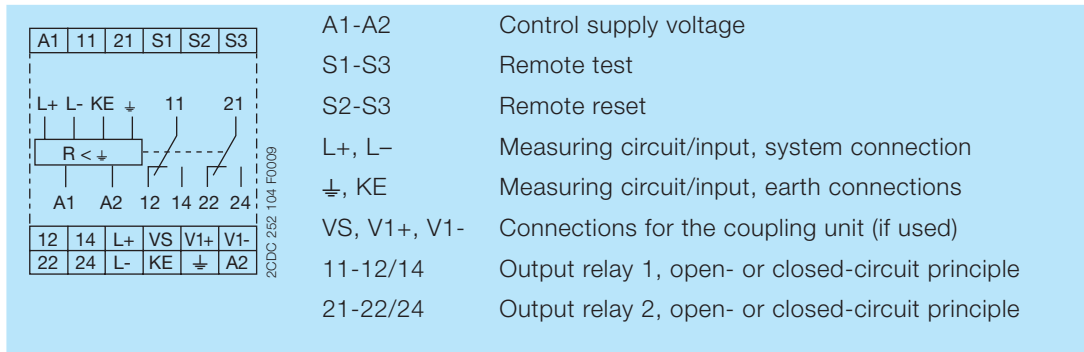 A1 11 21 S1 S2 S3
L+ L- KE ⏚ 11 21
R < ⏚
A1 A2 12 14 22 24
12 14 L+ VS V1+ V1-
22 24 L- KE ⏚ A2
2CDC 252 104 F0009
A1-A2 Control supply voltage
S1-S3 Remote test
S2-S3 Remote reset
L+, L– Measuring circuit/input, system connection
⏚, KE Measuring circuit/input, earth connections
VS, V1+, V1- Connections for the coupling unit (if used)
11-12/14 Output relay 1, open- or closed-circuit principle
21-22/24 Output relay 2, open- or closed-circuit principle